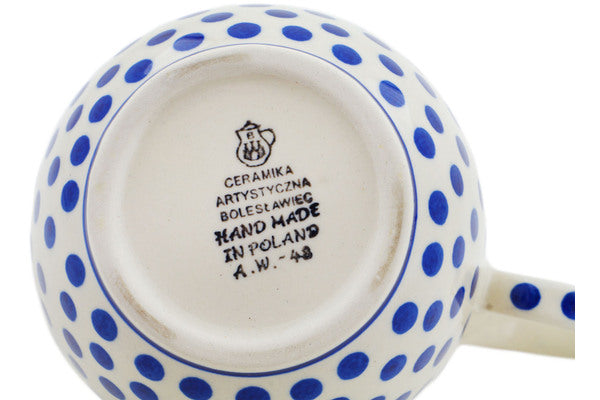 CERAMIKA
ARTYSTYCZNA
BOLESŁAWIEC
HAND MADE
IN POLAND
A.W.-48